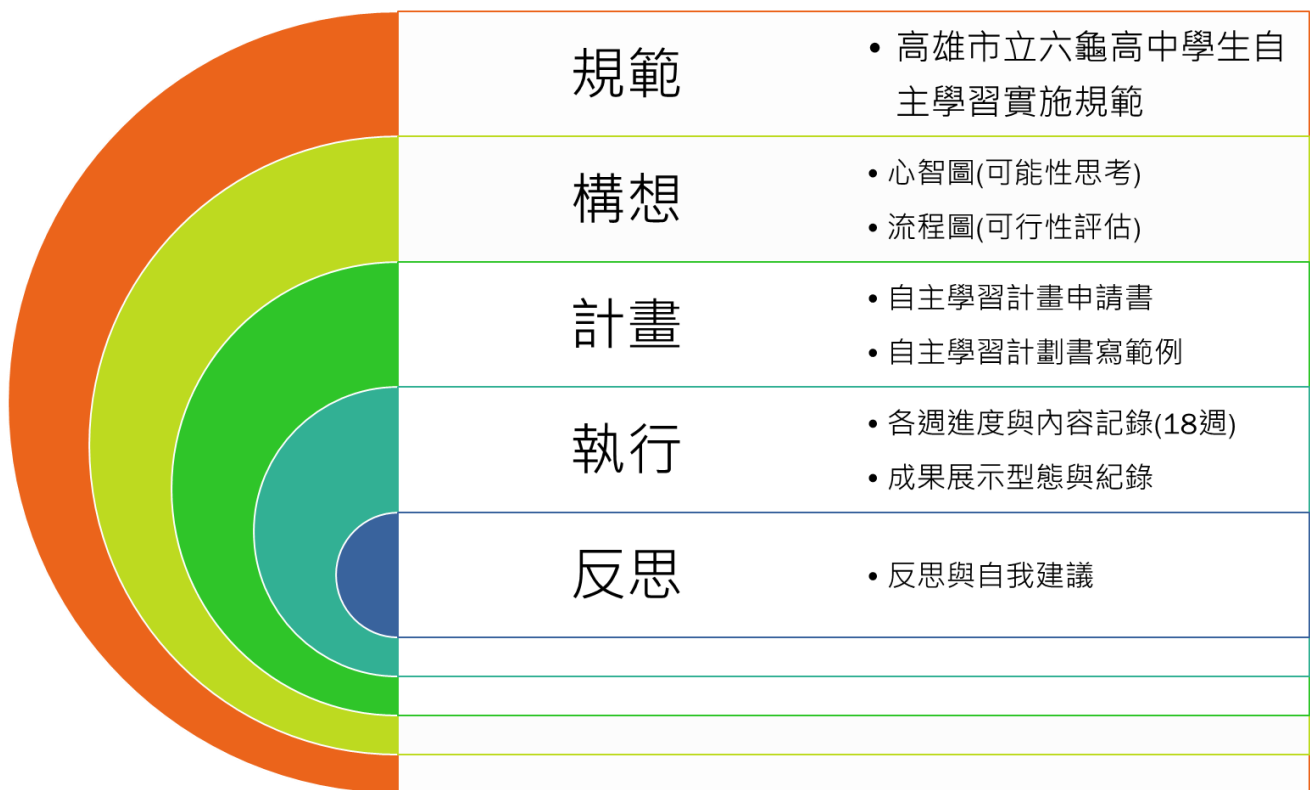 規範
• 高雄市立六龜高中學生自
主學習實施規範
構想
• 心智圖(可能性思考)
• 流程圖(可行性評估)
計畫
• 自主學習計畫申請書
• 自主學習計劃書寫範例
執行
• 各週進度與內容記錄(18週)
• 成果展示型態與紀錄
反思
• 反思與自我建議